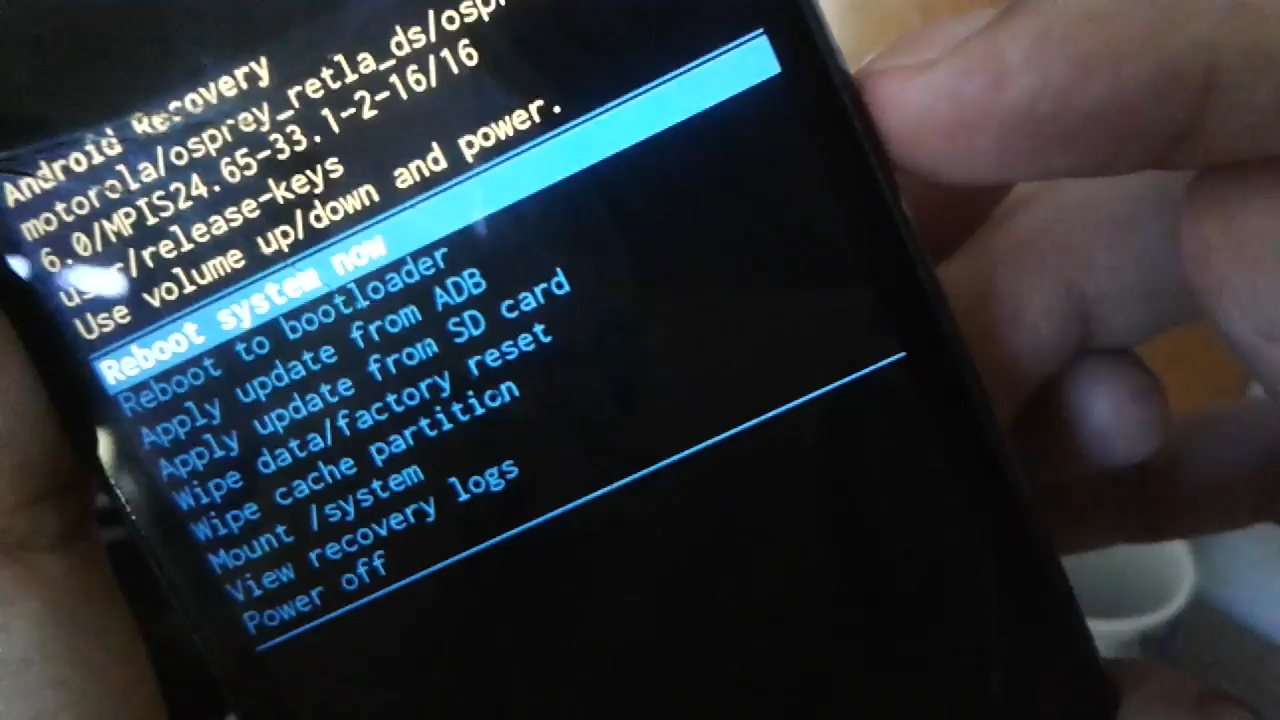 Android Recovery
motorola/osprey_retla_ds/osp
6.0/MPIS24.65-33.1-2-16/16
user/release-keys
Use volume up/down and power.
Reboot system now
Reboot to bootloader
Apply update from ADB
Apply update from SD card
Wipe data/factory reset
Wipe cache partition
Mount /system
View recovery logs
Power off